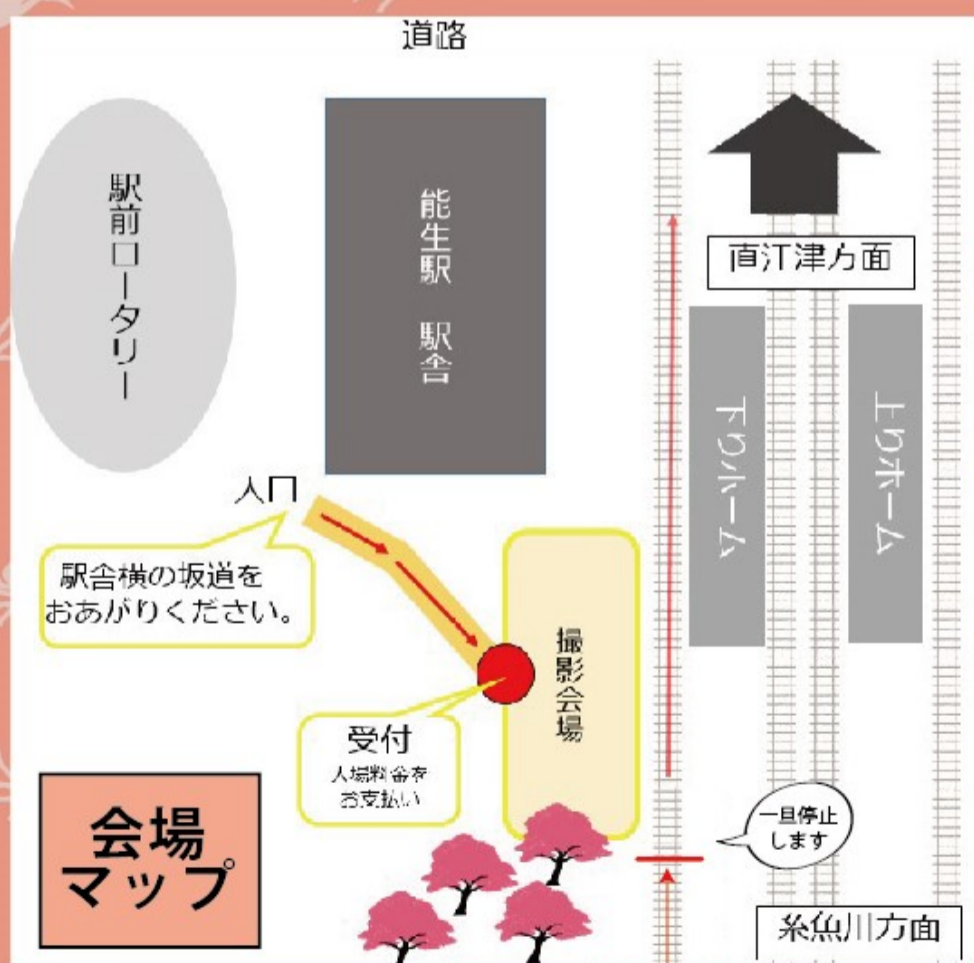 道路
駅前ロータリー
能生駅 駅舎
直江津方面
下りホーム
上りホーム
入口
駅舎横の坂道を
おあがりください。
撮影会場
受付
入場料金を
お支払い
一旦停止
します
会場
マップ
糸魚川方面